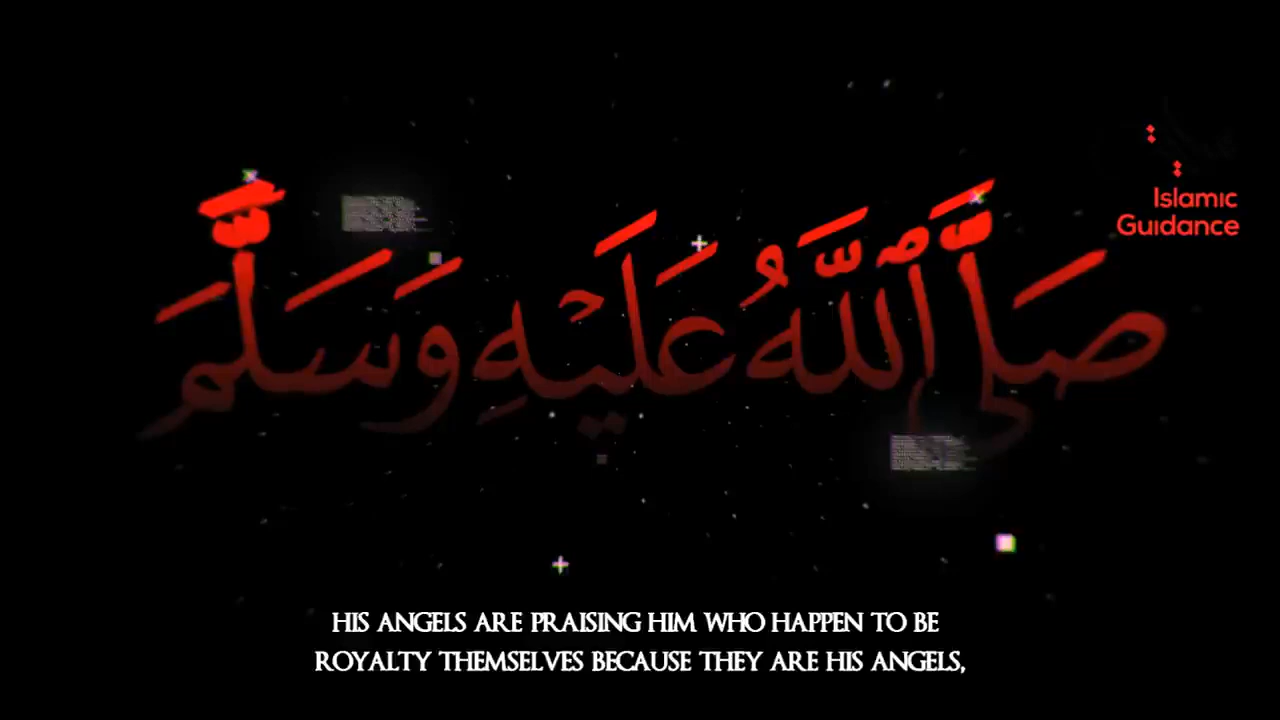 صَلَّى ٱللَّهُ عَلَيْهِ وَسَلَّمَ
Islamic
Guidance
HIS ANGELS ARE PRAISING HIM WHO HAPPEN TO BE
ROYALTY THEMSELVES BECAUSE THEY ARE HIS ANGELS,